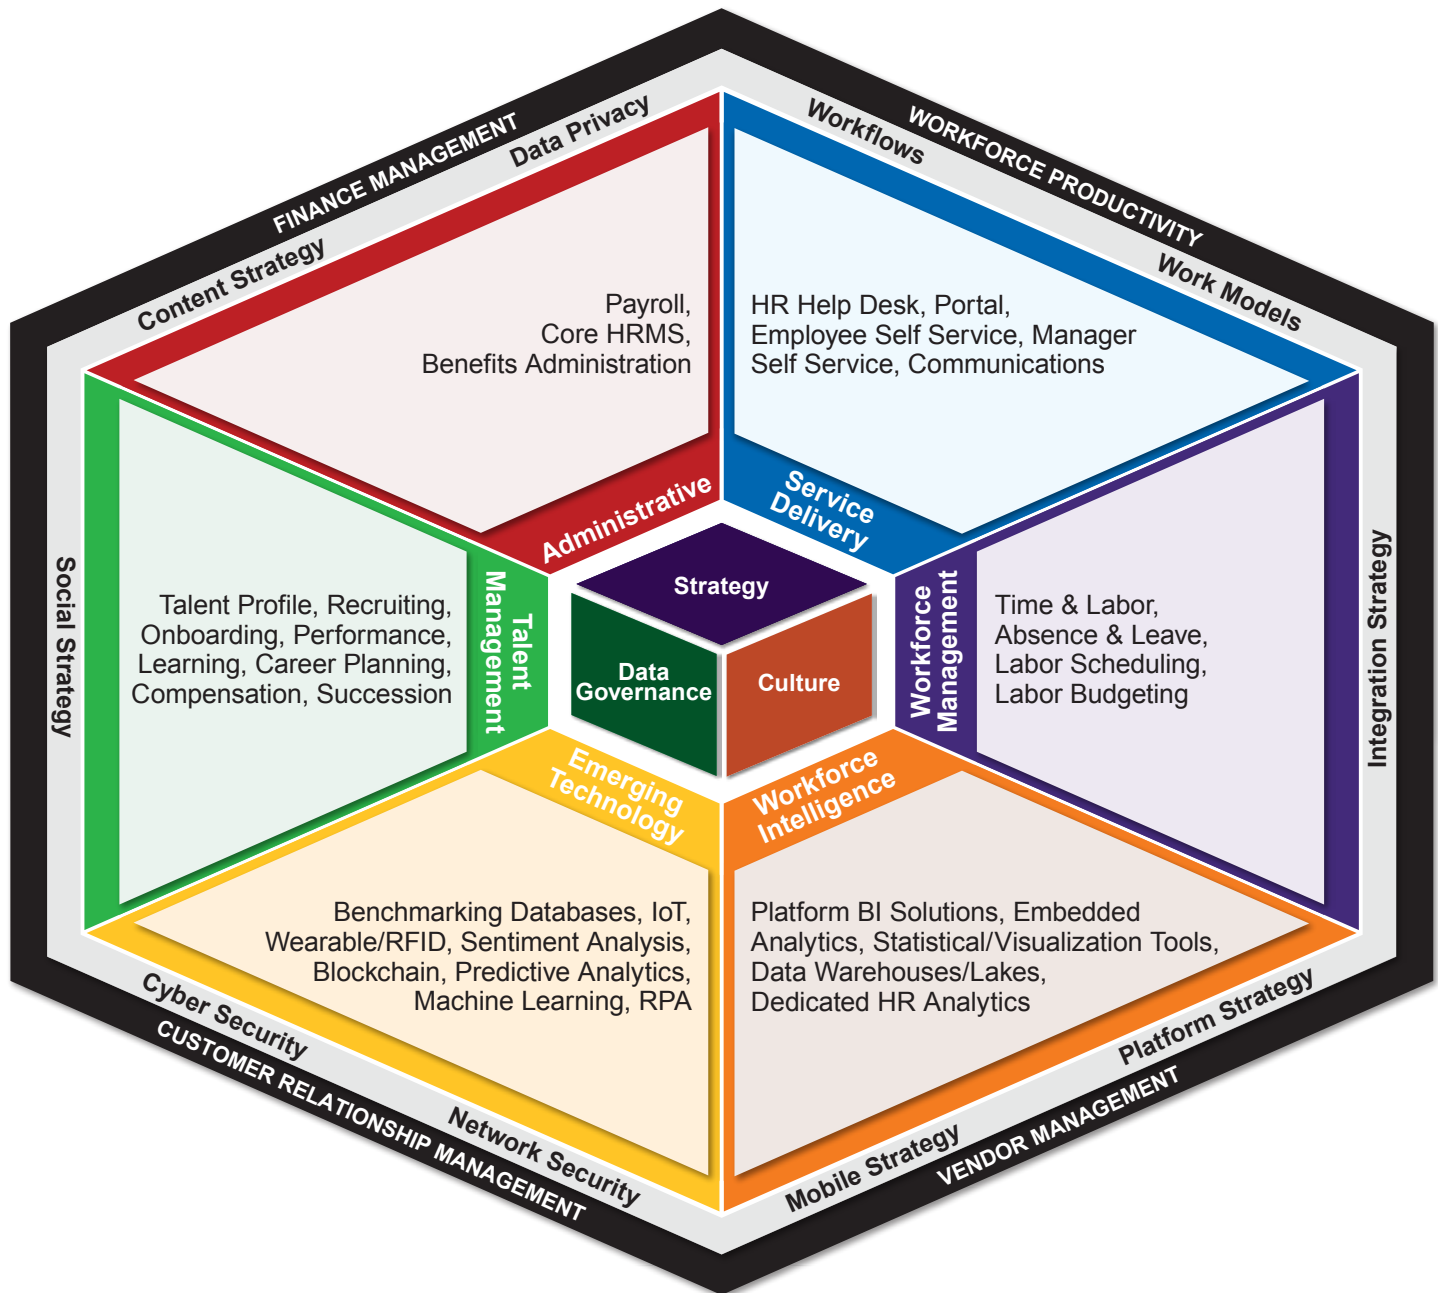 FINANCE MANAGEMENT
WORKFORCE PRODUCTIVITY
Content Strategy
Data Privacy
Workflows
Work Models
Payroll,
Core HRMS,
Benefits Administration
Administrative
HR Help Desk, Portal,
Employee Self Service, Manager
Self Service, Communications
Service
Delivery
Social Strategy
Talent Profile, Recruiting,
Onboarding, Performance,
Learning, Career Planning,
Compensation, Succession
Talent
Management
Strategy
Data
Governance
Culture
Workforce
Management
Time & Labor,
Absence & Leave,
Labor Scheduling,
Labor Budgeting
Integration Strategy
Emerging
Technology
Benchmarking Databases, IoT,
Wearable/RFID, Sentiment Analysis,
Blockchain, Predictive Analytics,
Machine Learning, RPA
Workforce
Intelligence
Platform BI Solutions, Embedded
Analytics, Statistical/Visualization Tools,
Data Warehouses/Lakes,
Dedicated HR Analytics
Cyber Security
Network Security
Mobile Strategy
Platform Strategy
CUSTOMER RELATIONSHIP MANAGEMENT
VENDOR MANAGEMENT